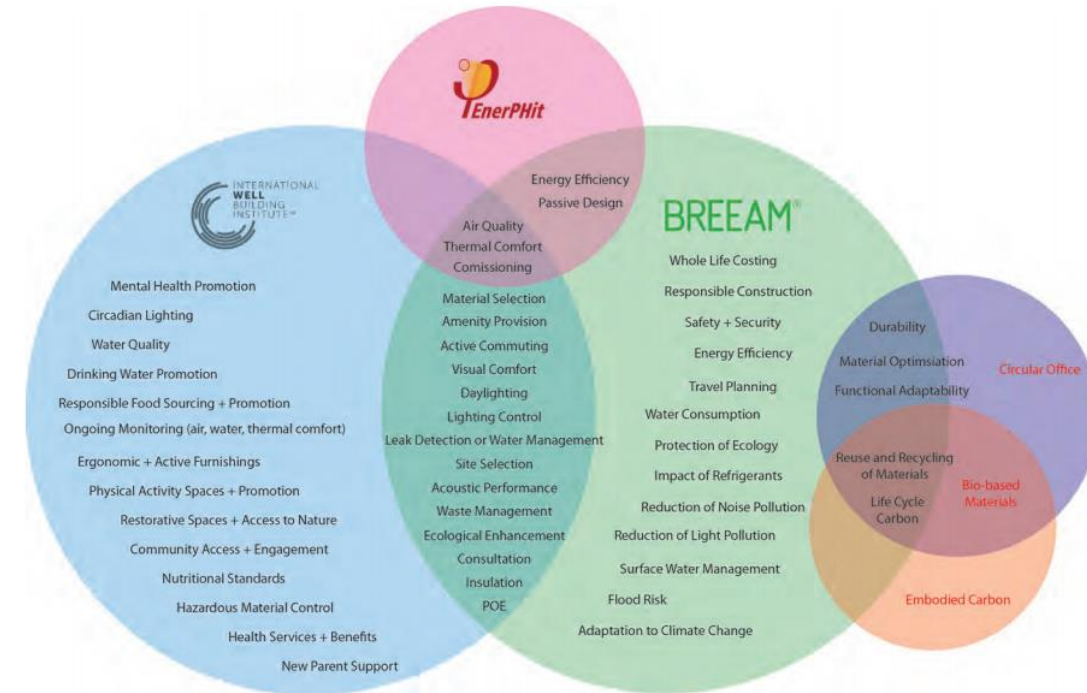 EnerPHit
INTERNATIONAL
WELL
BUILDING
INSTITUTE™
BREEAM®
Energy Efficiency
Passive Design
Air Quality
Thermal Comfort
Comissioning
Mental Health Promotion
Circadian Lighting
Water Quality
Drinking Water Promotion
Responsible Food Sourcing + Promotion
Ongoing Monitoring (air, water, thermal comfort)
Ergonomic + Active Furnishings
Physical Activity Spaces + Promotion
Restorative Spaces + Access to Nature
Community Access + Engagement
Nutritional Standards
Hazardous Material Control
Health Services + Benefits
New Parent Support
Material Selection
Amenity Provision
Active Commuting
Visual Comfort
Daylighting
Lighting Control
Leak Detection or Water Management
Site Selection
Acoustic Performance
Waste Management
Ecological Enhancement
Consultation
Insulation
POE
Whole Life Costing
Responsible Construction
Safety + Security
Energy Efficiency
Travel Planning
Water Consumption
Protection of Ecology
Impact of Refrigerants
Reduction of Noise Pollution
Reduction of Light Pollution
Surface Water Management
Flood Risk
Adaptation to Climate Change
Durability
Material Optimsiation
Functional Adaptability
Circular Office
Reuse and Recycling
of Materials
Life Cycle
Carbon
Bio-based
Materials
Embodied Carbon